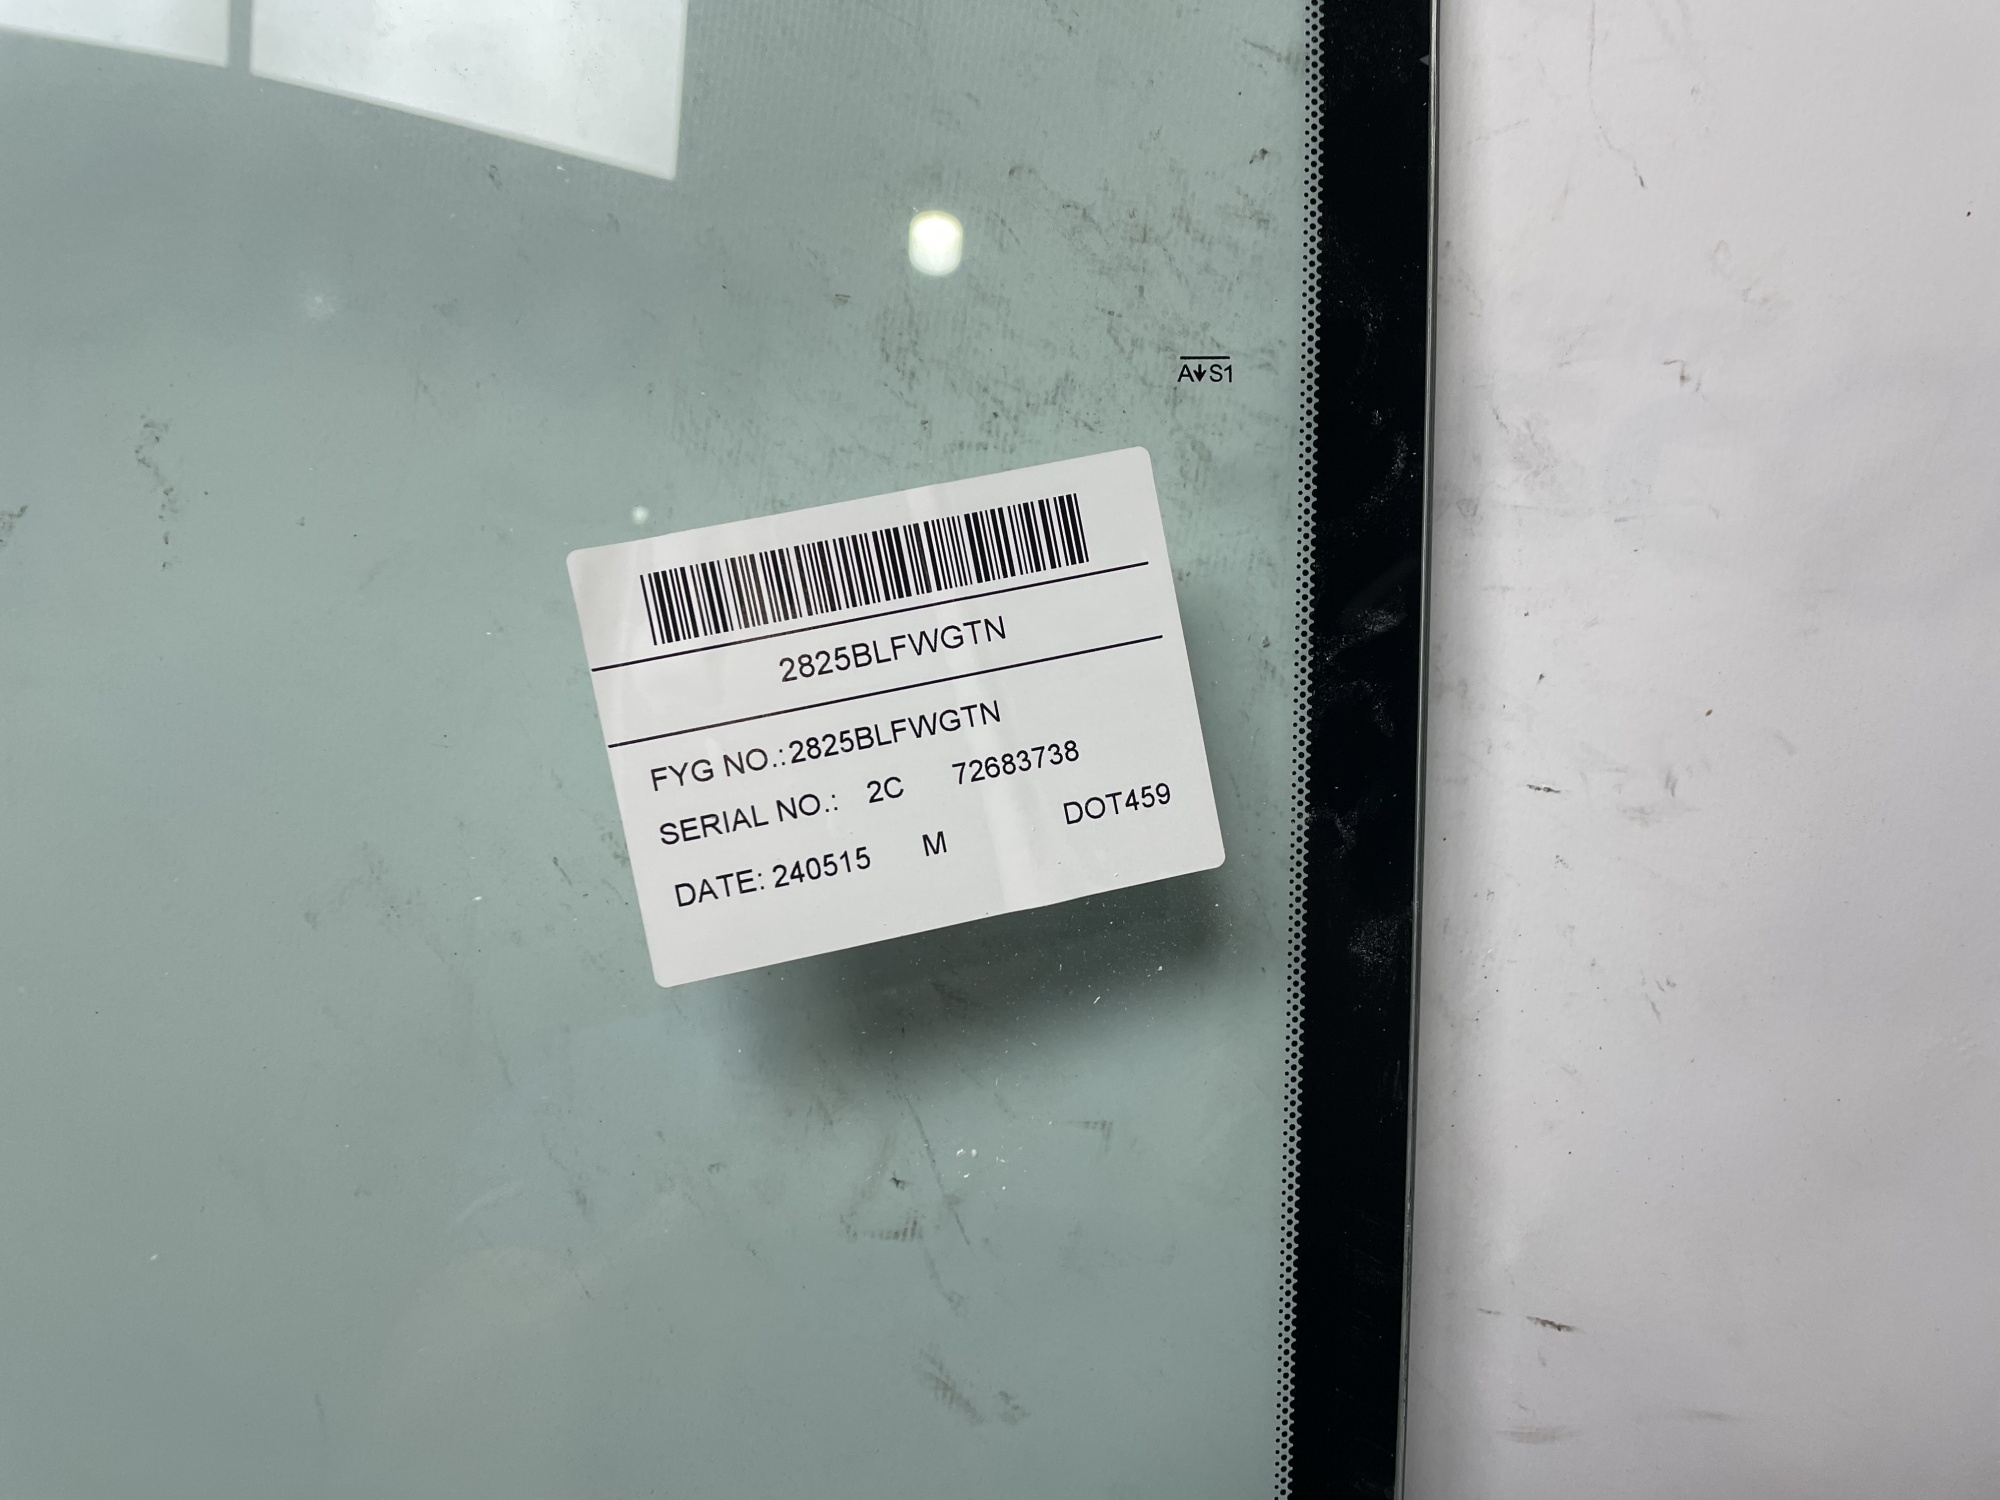 A↓S1
2825BLFWGTN
FYG NO.:2825BLFWGTN
SERIAL NO.: 2C 72683738
DATE: 240515 M DOT459